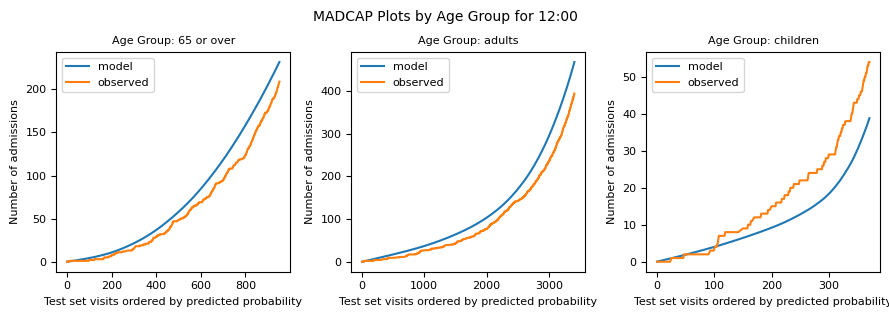 MADCAP Plots by Age Group for 12:00
Age Group: 65 or over
model
observed
Number of admissions
0
50
100
150
200
0
200
400
600
800
Test set visits ordered by predicted probability
Age Group: adults
model
observed
Number of admissions
0
100
200
300
400
0
1000
2000
3000
Test set visits ordered by predicted probability
Age Group: children
model
observed
Number of admissions
0
10
20
30
40
50
0
100
200
300
Test set visits ordered by predicted probability